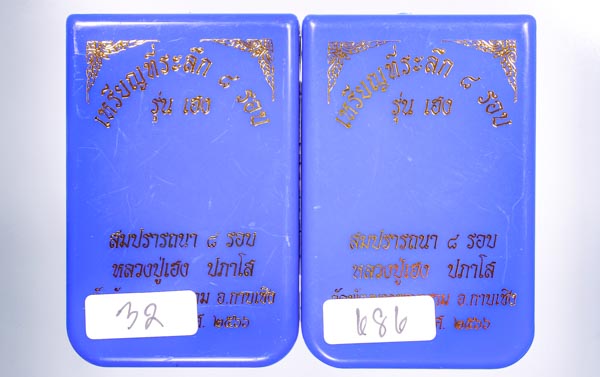 เหรียญที่ระลึก ๘ รอบ
รุ่น เฮง
สมปรารถนา ๘ รอบ
หลวงปู่เฮง ปภาโส
อ.กาบเชิง
32
๒๕๖๖
เหรียญที่ระลึก ๘ รอบ
รุ่น เฮง
สมปรารถนา ๘ รอบ
หลวงปู่เฮง ปภาโส
อ.กาบเชิง
686
ศ. ๒๕๖๖